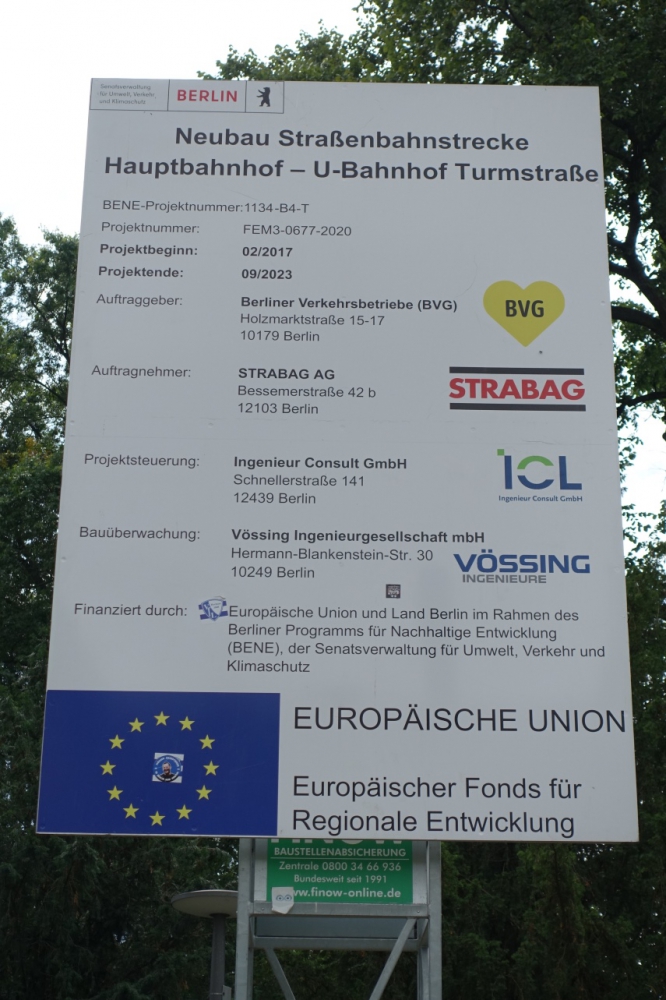 Senatsverwaltung
für Umwelt, Verkehr
und Klimaschutz
BERLIN
Neubau Straßenbahnstrecke
Hauptbahnhof – U-Bahnhof Turmstraße
BENE-Projektnummer:1134-B4-T
Projektnummer: FEM3-0677-2020
Projektbeginn: 02/2017
Projektende: 09/2023
Auftraggeber: Berliner Verkehrsbetriebe (BVG)
Holzmarktstraße 15-17
10179 Berlin
BVG
Auftragnehmer: STRABAG AG
Bessemerstraße 42 b
12103 Berlin
STRABAG
Projektsteuerung: Ingenieur Consult GmbH
Schnellerstraße 141
12439 Berlin
ICL
Ingenieur Consult GmbH
Bauüberwachung: Vössing Ingenieurgesellschaft mbH
Hermann-Blankenstein-Str. 30
10249 Berlin
VÖSSING
INGENIEURE
Finanziert durch: Europäische Union und Land Berlin im Rahmen des
Berliner Programms für Nachhaltige Entwicklung
(BENE), der Senatsverwaltung für Umwelt, Verkehr und
Klimaschutz
EUROPÄISCHE UNION
Europäischer Fonds für
Regionale Entwicklung
FINOW
BAUSTELLENABSICHERUNG
Zentrale 0800 34 66 936
Bundesweit seit 1991
www.finow-online.de